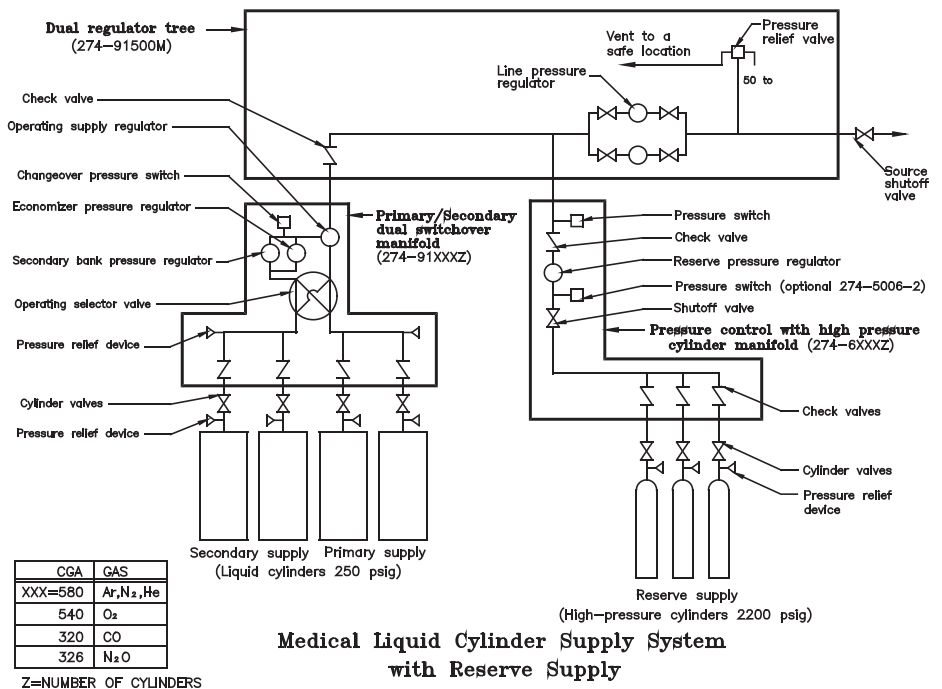 Dual regulator tree
(274-91500M)
Check valve
Operating supply regulator
Changeover pressure switch
Economizer pressure regulator
Secondary bank pressure regulator
Operating selector valve
Pressure relief device
Cylinder valves
Pressure relief device
Primary/Secondary
dual switchover
manifold
(274-91XXXZ)
Vent to a
safe location
Pressure
relief valve
50 to
Line pressure
regulator
Source
shutoff
valve
Pressure switch
Check valve
Reserve pressure regulator
Pressure switch (optional 274-5006-2)
Shutoff valve
Pressure control with high pressure
cylinder manifold (274-6XXXZ)
Check valves
Cylinder valves
Pressure relief
device
Secondary supply Primary supply
(Liquid cylinders 250 psig)
Reserve supply
(High-pressure cylinders 2200 psig)
CGA GAS
XXX=580 Ar,N₂,He
540 O₂
320 CO
326 N₂O
Z=NUMBER OF CYLINDERS
Medical Liquid Cylinder Supply System
with Reserve Supply